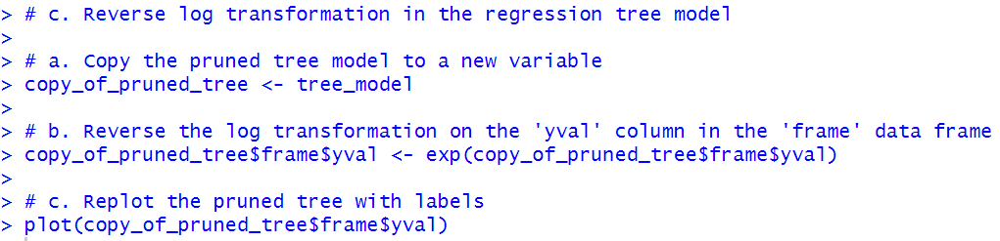 > # c. Reverse log transformation in the regression tree model
>
> # a. Copy the pruned tree model to a new variable
> copy_of_pruned_tree <- tree_model
>
> # b. Reverse the log transformation on the 'yval' column in the 'frame' data frame
> copy_of_pruned_tree$frame$yval <- exp(copy_of_pruned_tree$frame$yval)
>
> # c. Replot the pruned tree with labels
> plot(copy_of_pruned_tree$frame$yval)